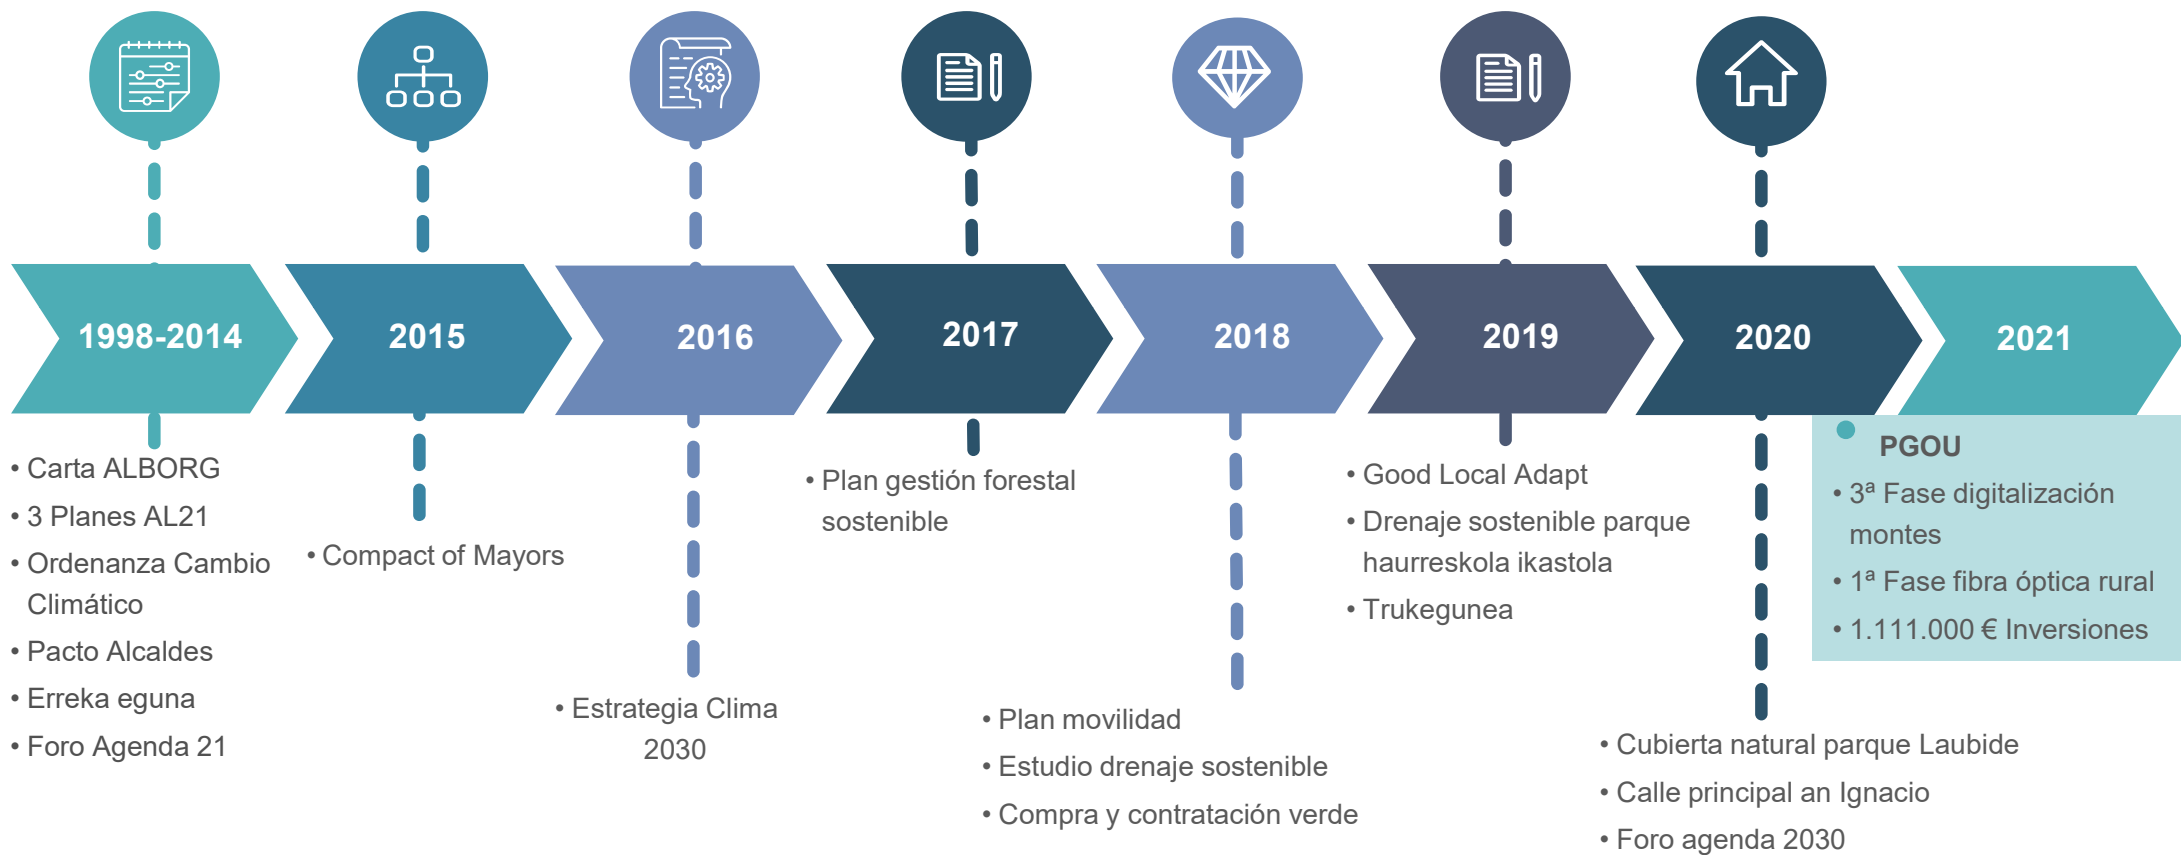 1998-2014
• Carta ALBORG
• 3 Planes AL21
• Ordenanza Cambio
Climático
• Pacto Alcaldes
• Erreka eguna
• Foro Agenda 21
2015
• Compact of Mayors
2016
• Estrategia Clima
2030
2017
• Plan gestión forestal
sostenible
2018
• Plan movilidad
• Estudio drenaje sostenible
• Compra y contratación verde
2019
• Good Local Adapt
• Drenaje sostenible parque
haurreskola ikastola
• Trukegunea
2020
• Cubierta natural parque Laubide
• Calle principal an Ignacio
• Foro agenda 2030
2021
• PGOU
• 3ª Fase digitalización
montes
• 1ª Fase fibra óptica rural
• 1.111.000 € Inversiones